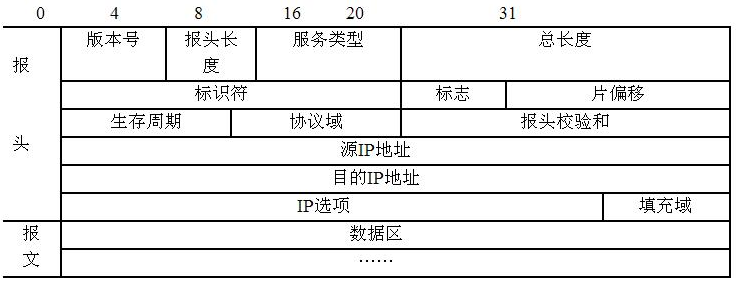 0 4 8 16 20 31
版本号 报头长度 服务类型 总长度
标识符 标志 片偏移
生存周期 协议域 报头校验和
源IP地址
目的IP地址
IP选项 填充域
报头
数据区
……
报文